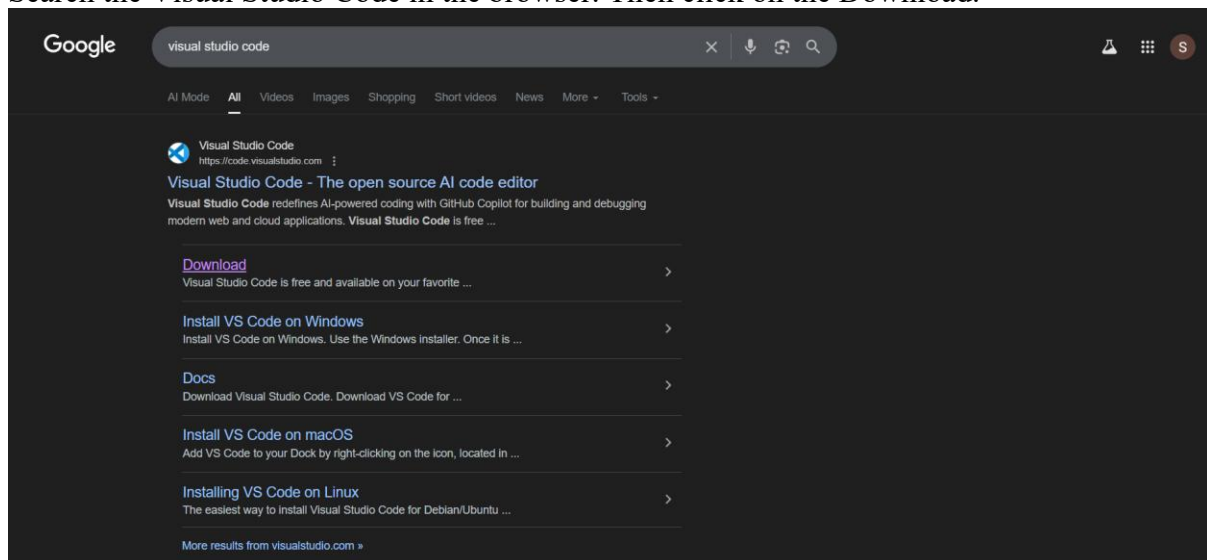 Search the Visual Studio Code in the browser. Then click on the Download.
Google
visual studio code
S
AI Mode All Videos Images Shopping Short videos News More Tools
Visual Studio Code
https://code.visualstudio.com
Visual Studio Code - The open source AI code editor
Visual Studio Code redefines AI-powered coding with GitHub Copilot for building and debugging
modern web and cloud applications. Visual Studio Code is free ...
Download
Visual Studio Code is free and available on your favorite ...
Install VS Code on Windows
Install VS Code on Windows. Use the Windows installer. Once it is ...
Docs
Download Visual Studio Code. Download VS Code for ...
Install VS Code on macOS
Add VS Code to your Dock by right-clicking on the icon, located in ...
Installing VS Code on Linux
The easiest way to install Visual Studio Code for Debian/Ubuntu ...
More results from visualstudio.com »